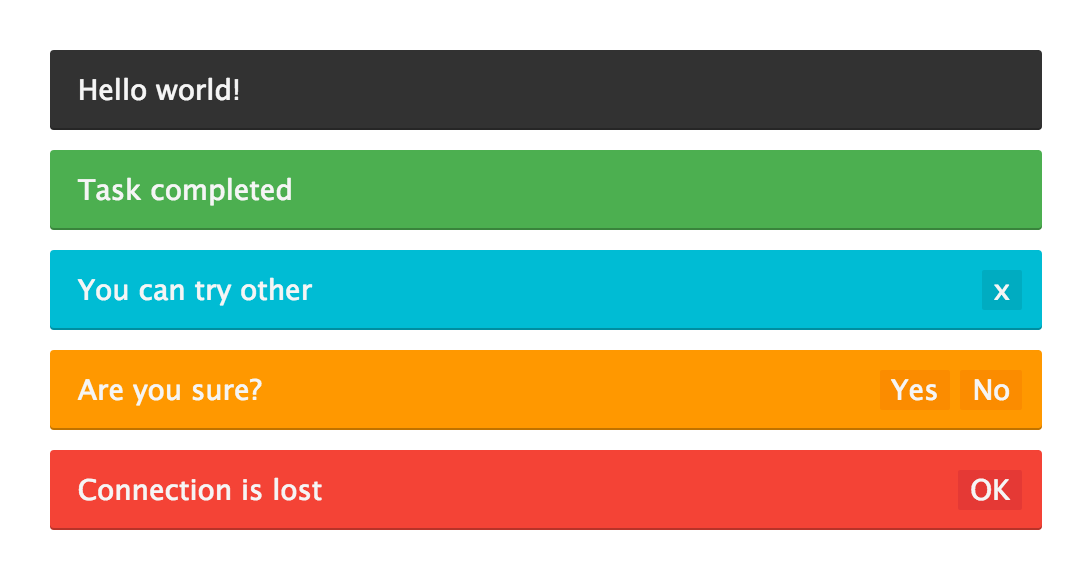 Hello world!
Task completed
You can try other x
Are you sure? Yes No
Connection is lost OK